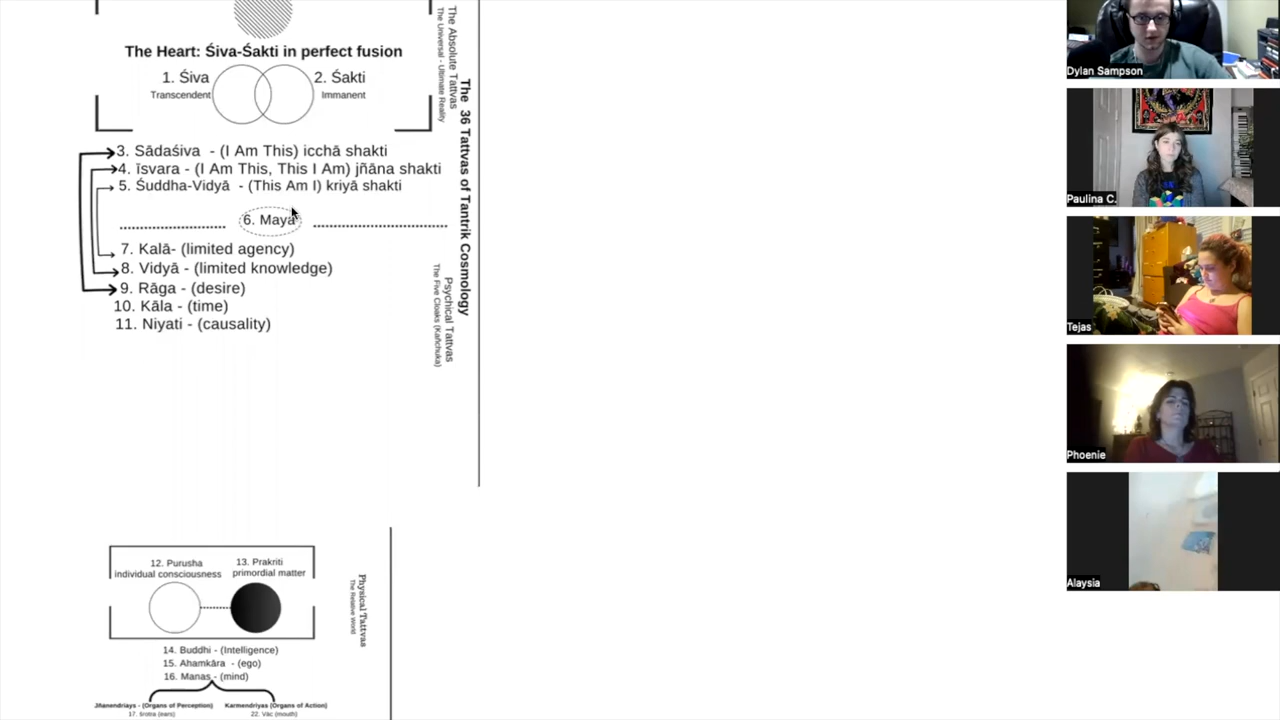 The Heart: Śiva-Śakti in perfect fusion
1. Śiva
Transcendent
2. Śakti
Immanent
3. Sādaśiva - (I Am This) icchā shakti
4. īsvara - (I Am This, This I Am) jñāna shakti
5. Śuddha-Vidyā - (This Am I) kriyā shakti
6. Maya
7. Kalā- (limited agency)
8. Vidyā - (limited knowledge)
9. Rāga - (desire)
10. Kāla - (time)
11. Niyati - (causality)
The 36 Tattvas of Tantrik Cosmology
The Absolute Tattvas
The Universal - Ultimate Reality
Psychical Tattvas
The Five Cloaks (Kañchuka)
12. Purusha
individual consciousness
13. Prakriti
primordial matter
Physical Tattvas
The Relative World
14. Buddhi - (Intelligence)
15. Ahamkāra - (ego)
16. Manas - (mind)
Jñanendriays - (Organs of Perception)
17. śrotra (ears)
Karmendriyas (Organs of Action)
22. Vāc (mouth)
Dylan Sampson
Paulina C.
Tejas
Phoenie
Alaysia